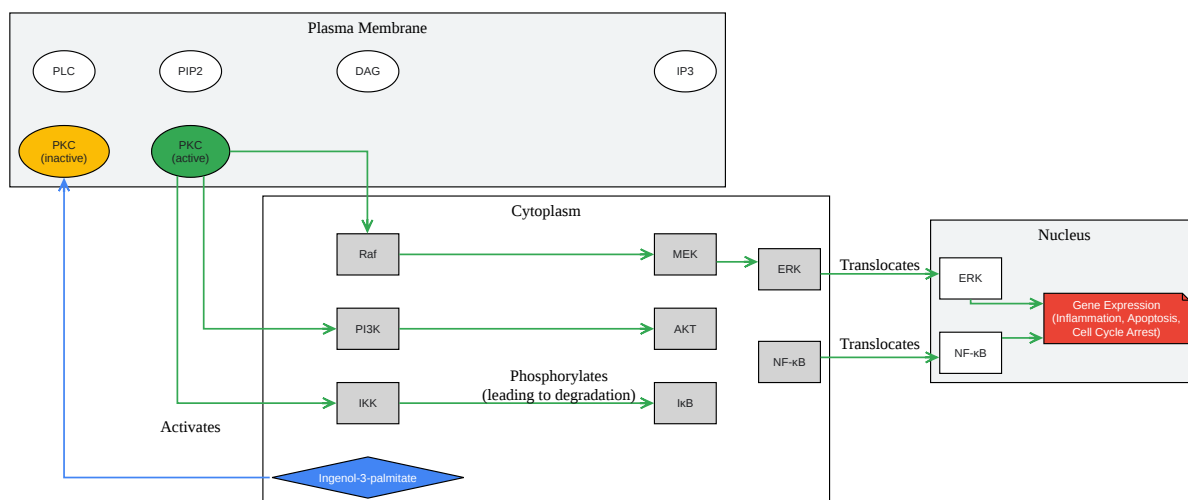 Plasma Membrane
PLC
PIP2
DAG
IP3
PKC
(inactive)
PKC
(active)
Cytoplasm
Raf
MEK
ERK
Translocates
Nucleus
ERK
Gene Expression
(Inflammation, Apoptosis,
Cell Cycle Arrest)
PI3K
AKT
NF-κB
Translocates
NF-κB
IKK
Phosphorylates
(leading to degradation)
IκB
Activates
Ingenol-3-palmitate